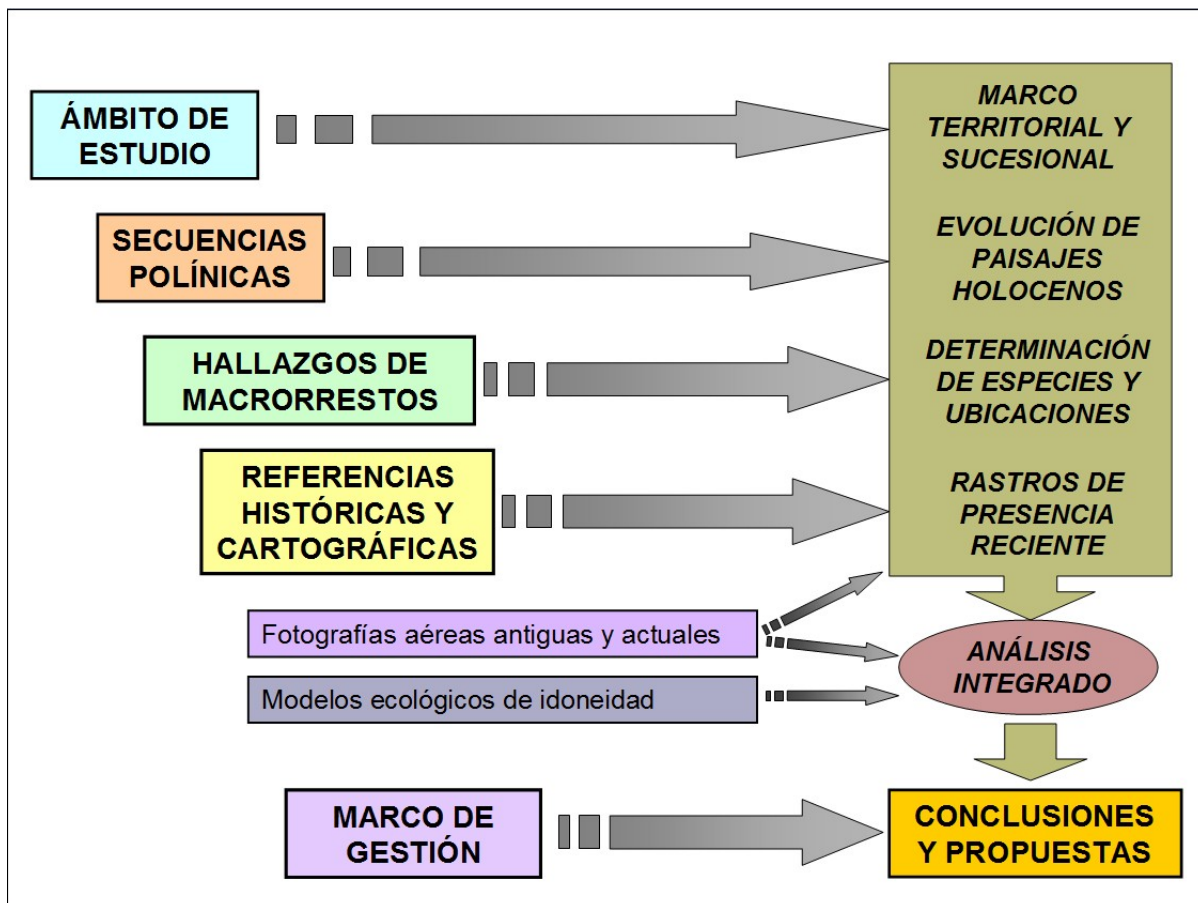 ÁMBITO DE
ESTUDIO
MARCO
TERRITORIAL Y
SUCESIONAL
SECUENCIAS
POLÍNICAS
EVOLUCIÓN DE
PAISAJES
HOLOCENOS
HALLAZGOS DE
MACRORRESTOS
DETERMINACIÓN
DE ESPECIES Y
UBICACIONES
REFERENCIAS
HISTÓRICAS Y
CARTOGRÁFICAS
RASTROS DE
PRESENCIA
RECIENTE
Fotografías aéreas antiguas y actuales
Modelos ecológicos de idoneidad
ANÁLISIS
INTEGRADO
MARCO DE
GESTIÓN
CONCLUSIONES
Y PROPUESTAS